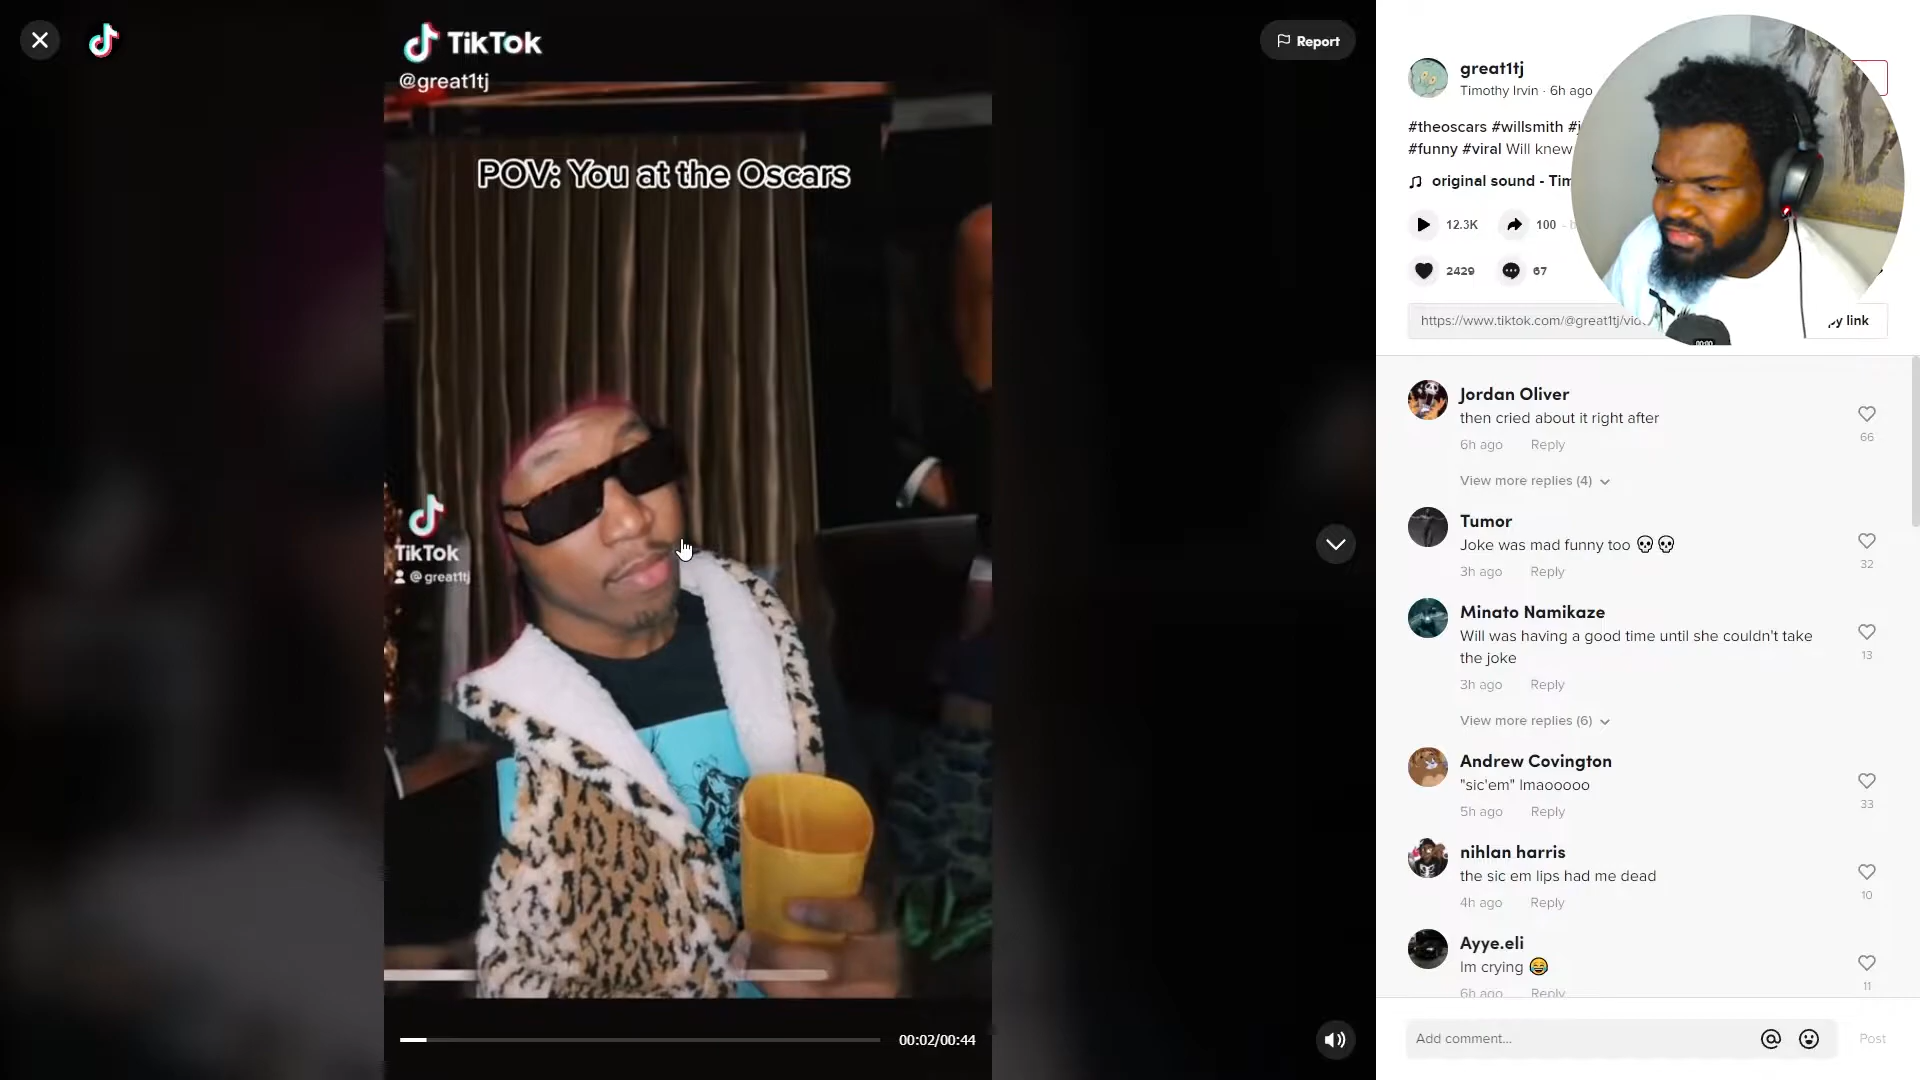 TikTok
@great1tj
POV: You at the Oscars
TikTok
@great1tj
00:02/00:44
Report
great1tj
Timothy Irvin · 6h ago
#theoscars #willsmith
#funny #viral Will knew
original sound -
12.3K
100
2429
67
https://www.tiktok.com/@great1tj/
link
Jordan Oliver
then cried about it right after
66
6h ago Reply
View more replies (4)
Tumor
Joke was mad funny too 💀💀
32
3h ago Reply
Minato Namikaze
Will was having a good time until she couldn't take
the joke
13
3h ago Reply
View more replies (6)
Andrew Covington
"sic'em" lmaooooo
33
5h ago Reply
nihlan harris
the sic em lips had me dead
10
4h ago Reply
Ayye.eli
Im crying 😂
11
6h ago Reply
Add comment...
Post